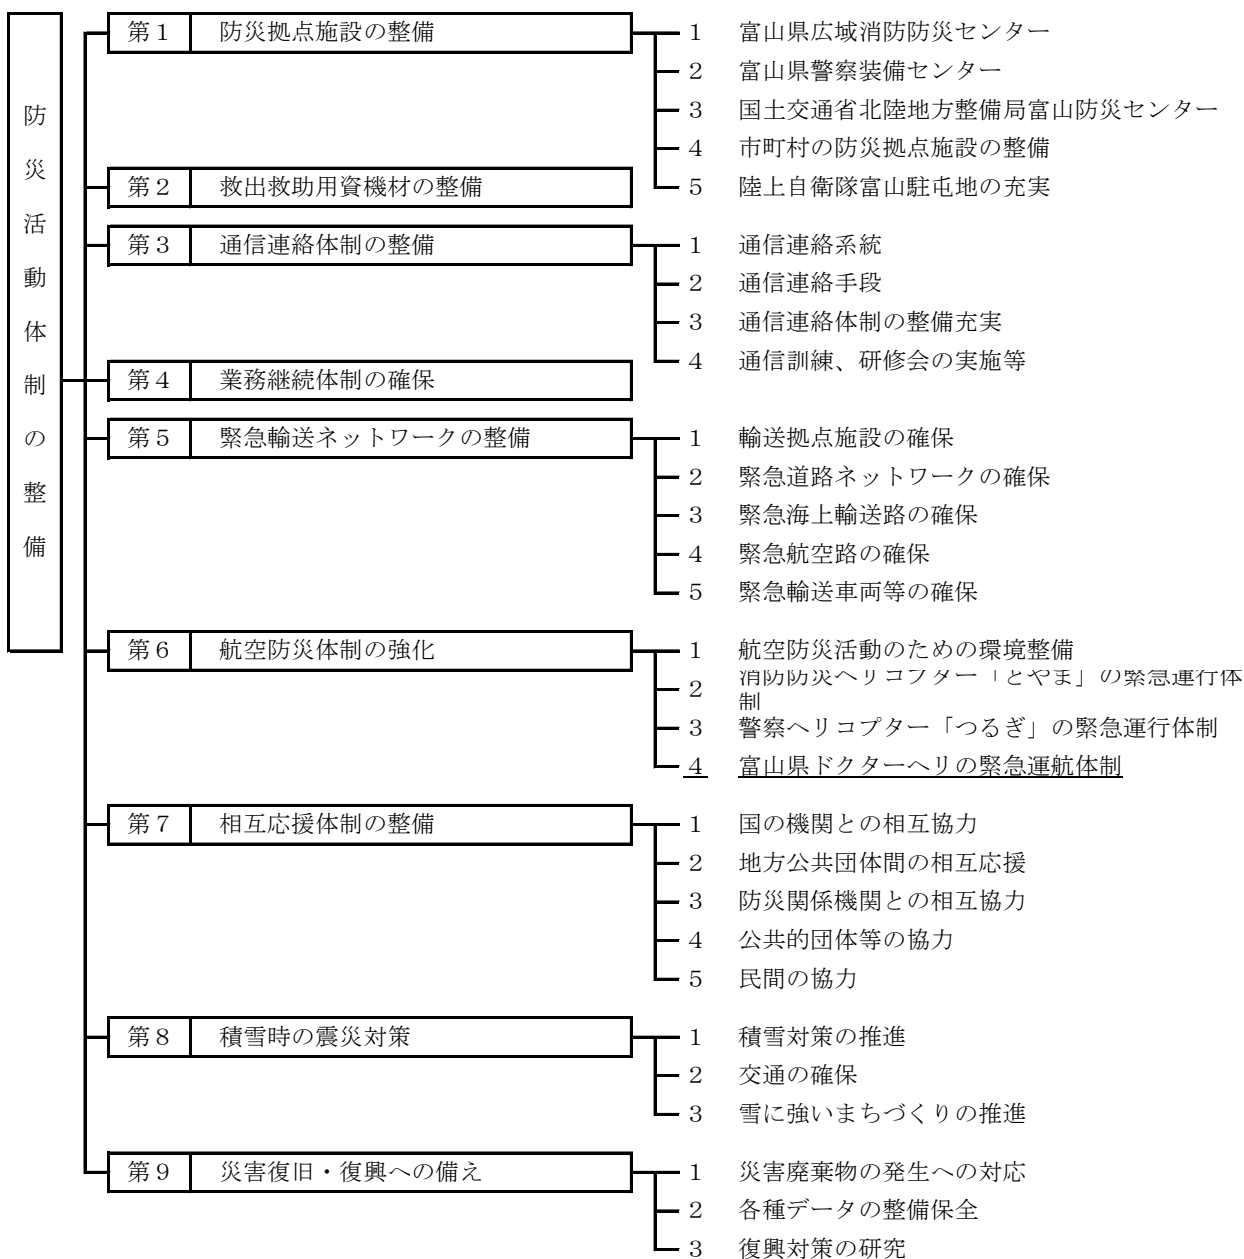 防災活動体制の整備
第１ 防災拠点施設の整備
１ 富山県広域消防防災センター
２ 富山県警察装備センター
３ 国土交通省北陸地方整備局富山防災センター
４ 市町村の防災拠点施設の整備
５ 陸上自衛隊富山駐屯地の充実
第２ 救出救助用資機材の整備
第３ 通信連絡体制の整備
１ 通信連絡系統
２ 通信連絡手段
３ 通信連絡体制の整備充実
４ 通信訓練、研修会の実施等
第４ 業務継続体制の確保
第５ 緊急輸送ネットワークの整備
１ 輸送拠点施設の確保
２ 緊急道路ネットワークの確保
３ 緊急海上輸送路の確保
４ 緊急航空路の確保
５ 緊急輸送車両等の確保
第６ 航空防災体制の強化
１ 航空防災活動のための環境整備
２ 消防防災ヘリコプター「とやま」の緊急運行体
制
３ 警察ヘリコプター「つるぎ」の緊急運行体制
４ 富山県ドクターヘリの緊急運航体制
第７ 相互応援体制の整備
１ 国の機関との相互協力
２ 地方公共団体間の相互応援
３ 防災関係機関との相互協力
４ 公共的団体等の協力
５ 民間の協力
第８ 積雪時の震災対策
１ 積雪対策の推進
２ 交通の確保
３ 雪に強いまちづくりの推進
第９ 災害復旧・復興への備え
１ 災害廃棄物の発生への対応
２ 各種データの整備保全
３ 復興対策の研究